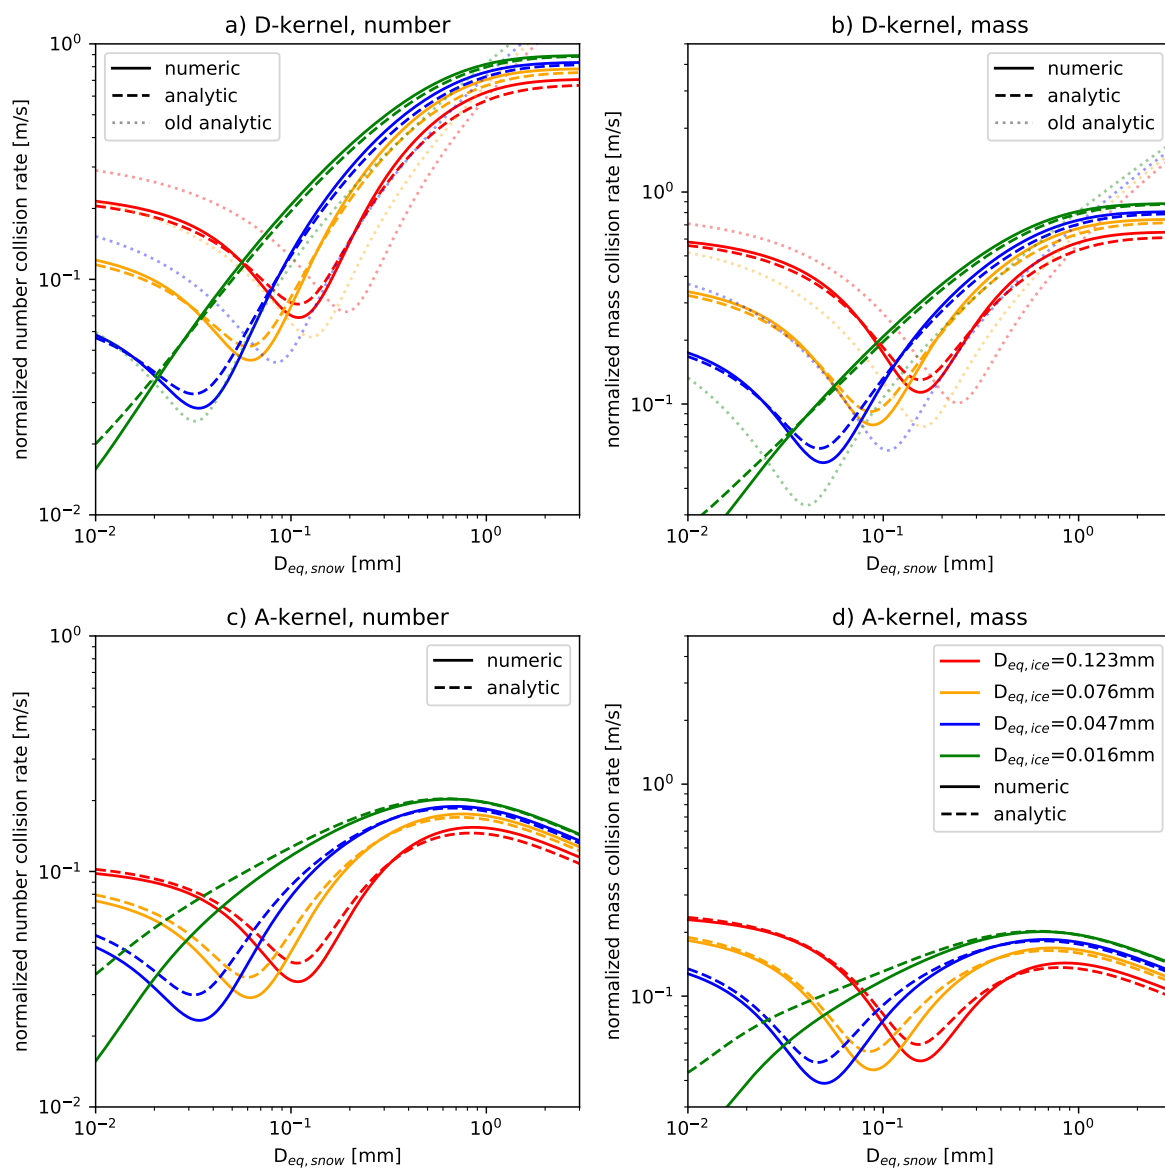 a) D-kernel, number
normalized number collision rate [m/s]
10⁰
10⁻¹
10⁻²
numeric
analytic
old analytic
10⁻² 10⁻¹ 10⁰
D_eq, snow [mm]
b) D-kernel, mass
normalized mass collision rate [m/s]
10⁰
10⁻¹
numeric
analytic
old analytic
10⁻² 10⁻¹ 10⁰
D_eq, snow [mm]
c) A-kernel, number
normalized number collision rate [m/s]
10⁰
10⁻¹
10⁻²
numeric
analytic
10⁻² 10⁻¹ 10⁰
D_eq, snow [mm]
d) A-kernel, mass
normalized mass collision rate [m/s]
10⁰
10⁻¹
D_eq, ice=0.123mm
D_eq, ice=0.076mm
D_eq, ice=0.047mm
D_eq, ice=0.016mm
numeric
analytic
10⁻² 10⁻¹ 10⁰
D_eq, snow [mm]